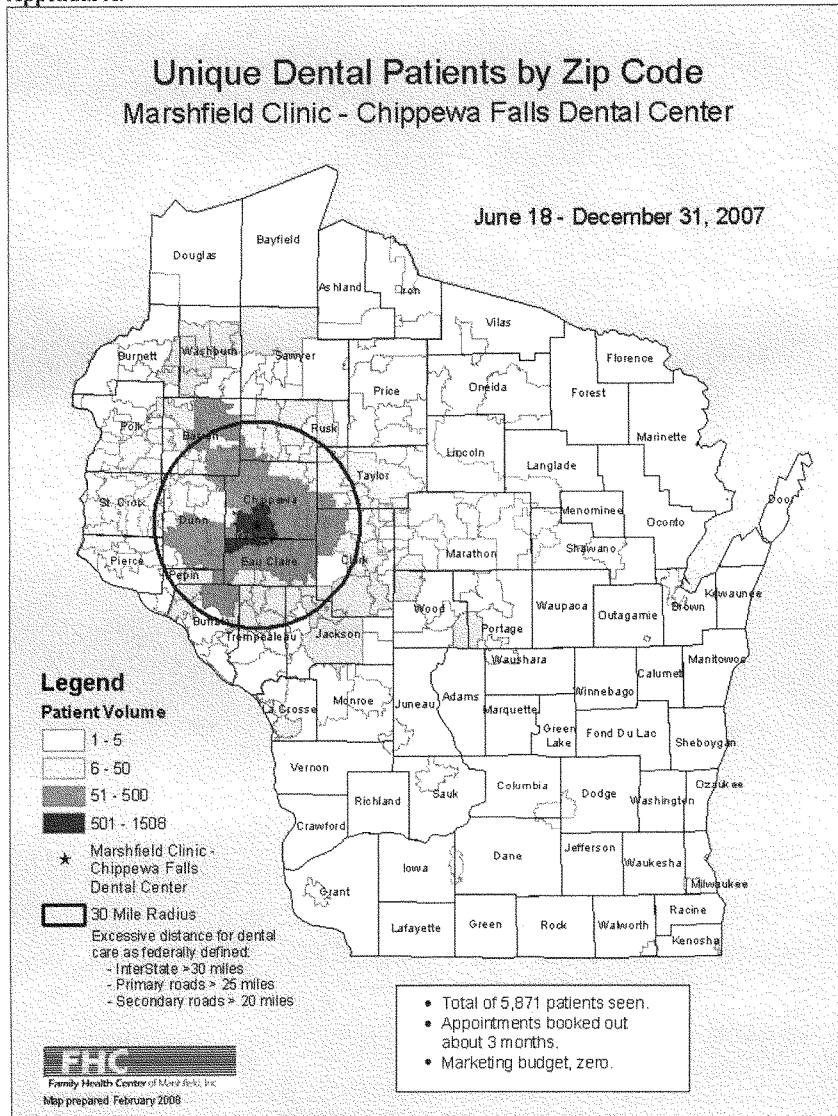 Unique Dental Patients by Zip Code
Marshfield Clinic - Chippewa Falls Dental Center
June 18 - December 31, 2007
Douglas
Bayfield
Ashland
Iron
Vilas
Burnett
Washburn
Sawyer
Florence
Price
Oneida
Forest
Polk
Barron
Rusk
Marinette
Lincoln
Langlade
Taylor
St. Croix
Chippewa
Dunn
Menominee
Oconto
Door
Marathon
Shawano
Clark
Pierce
Eau Claire
Pepin
Wood
Waupaca
Outagamie
Brown
Kewaunee
Portage
Buffalo
Trempealeau
Jackson
Waushara
Manitowoc
Calumet
Winnebago
Monroe
Juneau
Adams
Marquette
La Crosse
Green
Lake
Fond Du Lac
Sheboygan
Vernon
Columbia
Dodge
Ozaukee
Washington
Sauk
Richland
Crawford
Iowa
Dane
Jefferson
Waukesha
Milwaukee
Grant
Lafayette
Green
Rock
Walworth
Racine
Kenosha
Legend
Patient Volume
1 - 5
6 - 50
51 - 500
501 - 1508
Marshfield Clinic -
Chippewa Falls
Dental Center
30 Mile Radius
Excessive distance for dental
care as federally defined:
- InterState >30 miles
- Primary roads > 25 miles
- Secondary roads > 20 miles
• Total of 5,871 patients seen.
• Appointments booked out
about 3 months.
• Marketing budget, zero.
FHC
Family Health Center of Marshfield, Inc
Map prepared February 2008